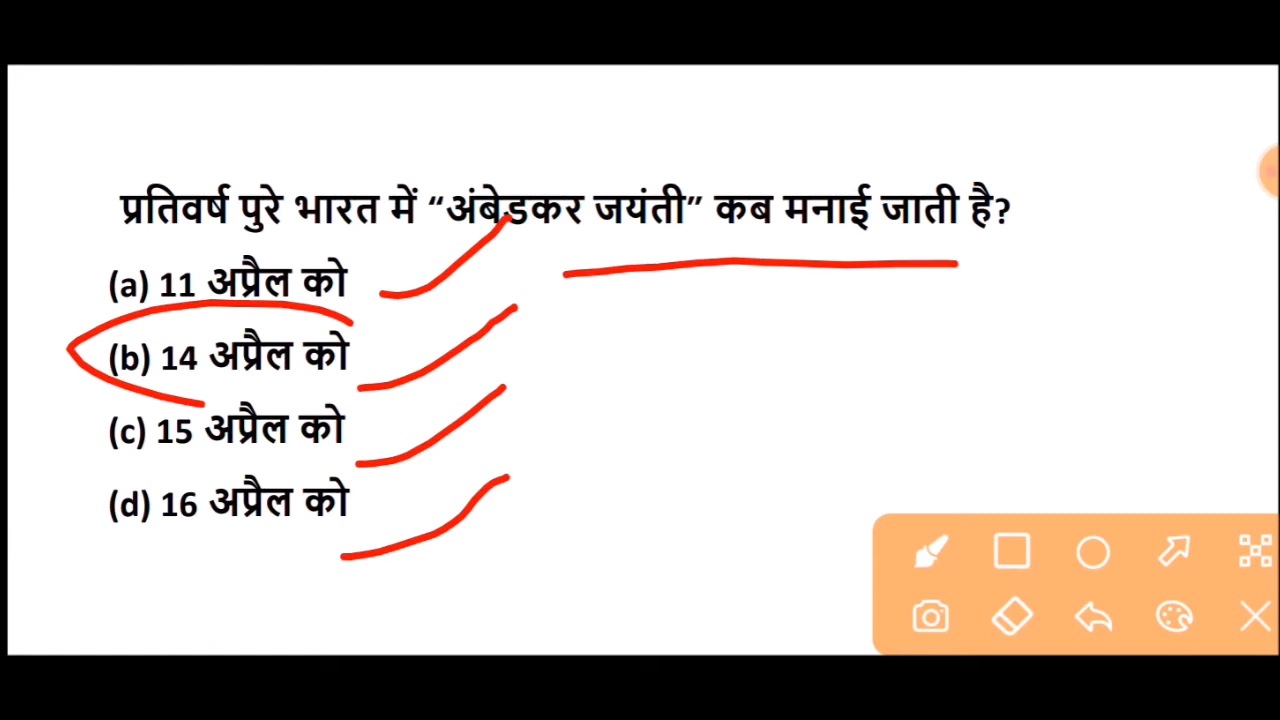 प्रतिवर्ष पुरे भारत में “अंबेडकर जयंती” कब मनाई जाती है?
(a) 11 अप्रैल को
(b) 14 अप्रैल को
(c) 15 अप्रैल को
(d) 16 अप्रैल को